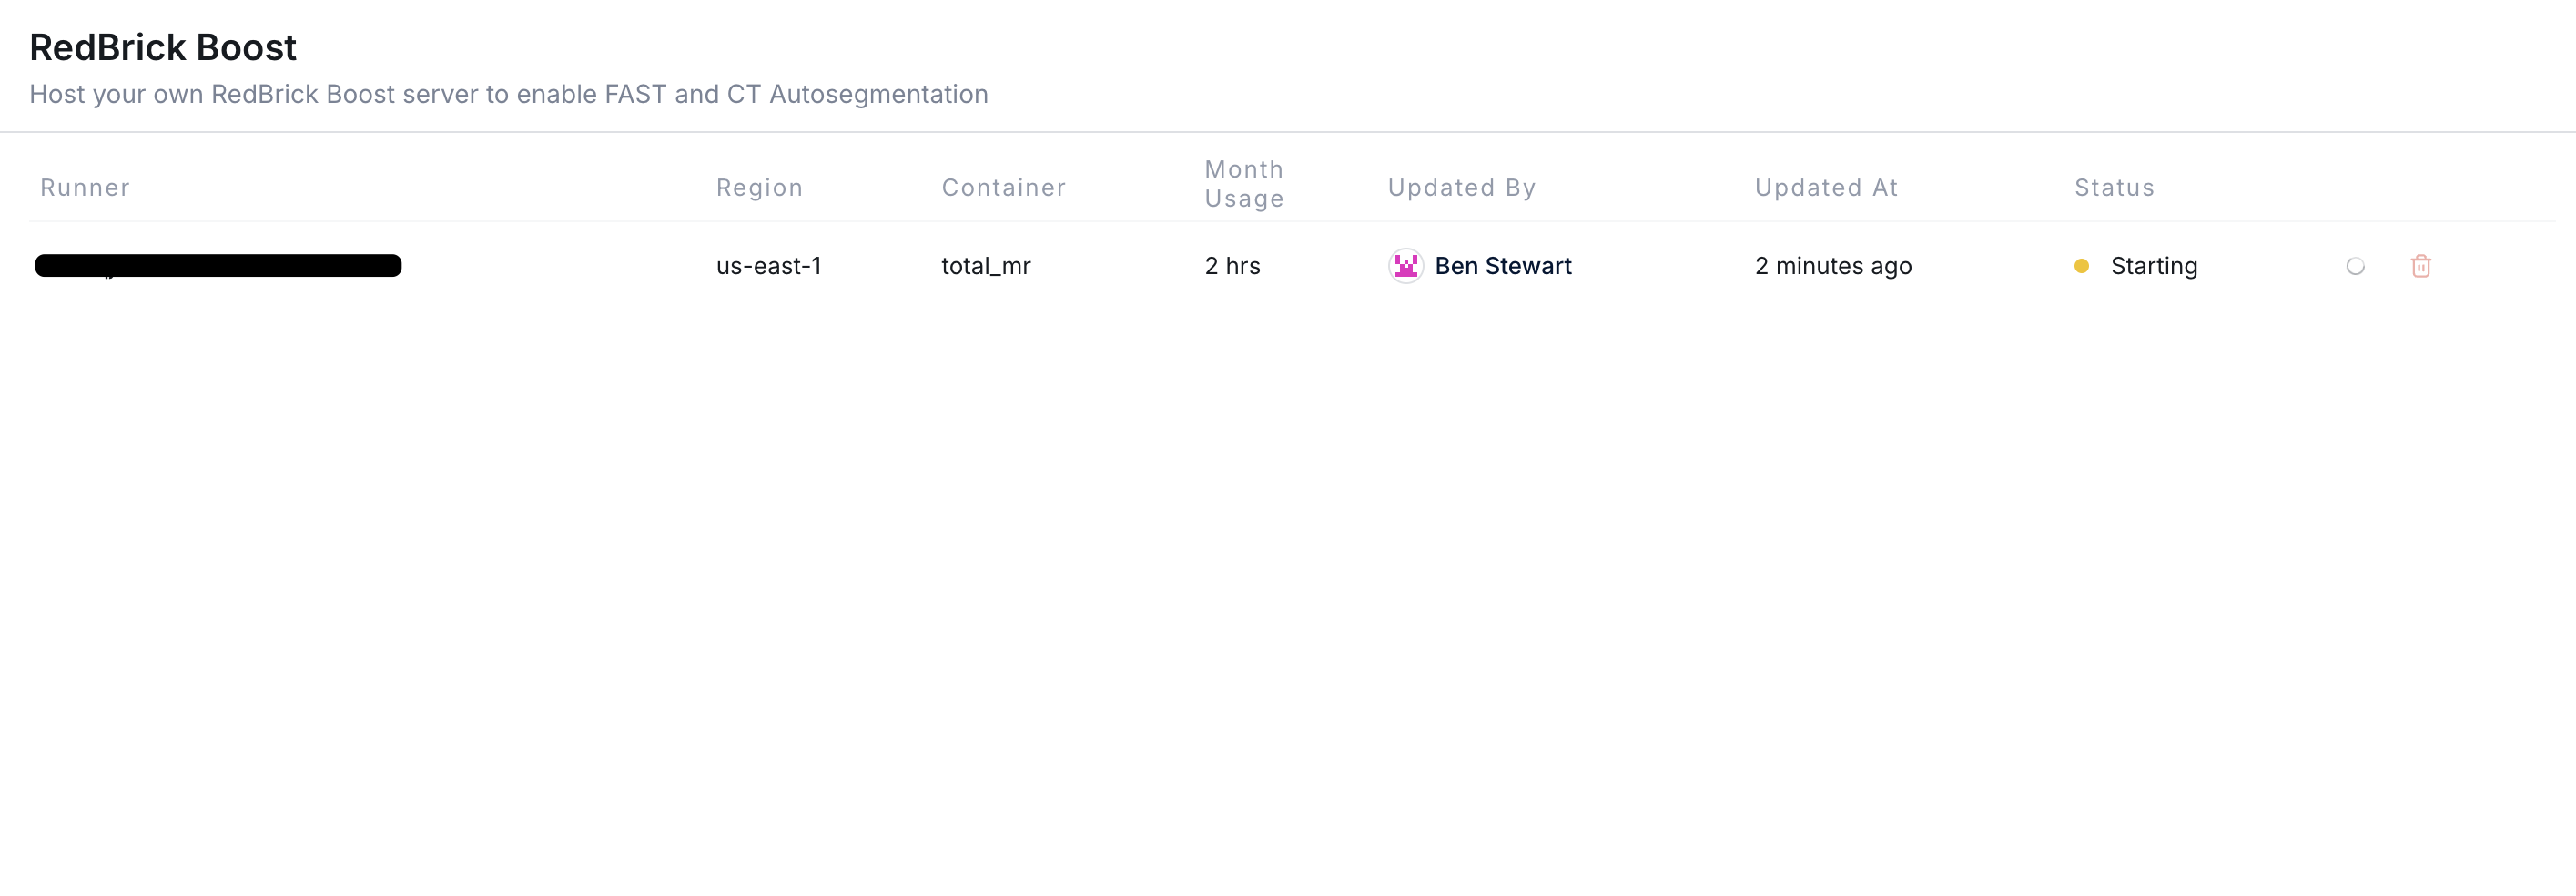 RedBrick Boost
Host your own RedBrick Boost server to enable FAST and CT Autosegmentation
Runner Region Container Month Usage Updated By Updated At Status
us-east-1 total_mr 2 hrs Ben Stewart 2 minutes ago Starting